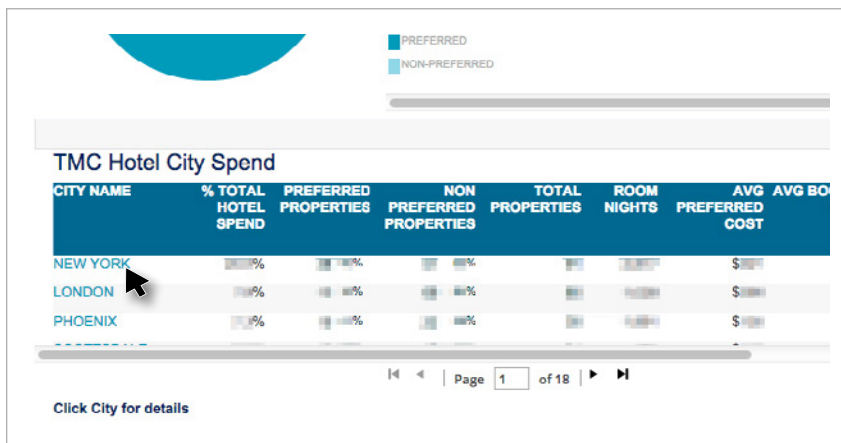 PREFERRED
NON-PREFERRED
TMC Hotel City Spend
CITY NAME % TOTAL HOTEL SPEND PREFERRED PROPERTIES NON PREFERRED PROPERTIES TOTAL PROPERTIES ROOM NIGHTS AVG PREFERRED COST AVG
NEW YORK % % % $
LONDON % % % $
PHOENIX % % % $
Page 1 of 18
Click City for details